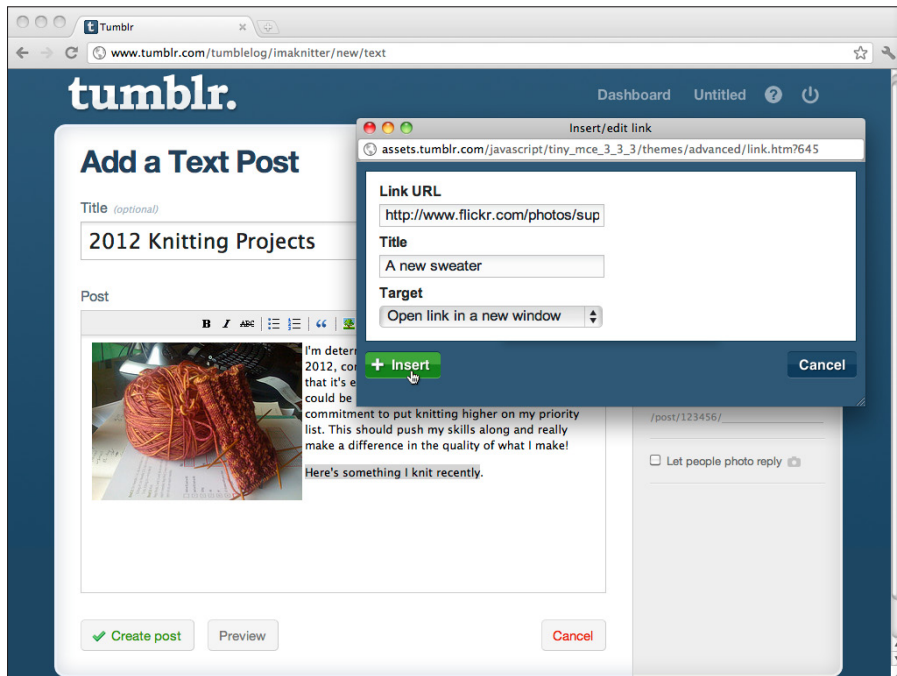 Tumblr
www.tumblr.com/tumblelog/imaknitter/new/text
tumblr.
Dashboard Untitled ?
Insert/edit link
assets.tumblr.com/javascript/tiny_mce_3_3_3/themes/advanced/link.htm?645
Add a Text Post
Title (optional)
2012 Knitting Projects
Link URL
http://www.flickr.com/photos/sup
Title
A new sweater
Target
Open link in a new window
+ Insert
Cancel
Post
B I ABC
I'm deter
2012, co
that it's e
could be
commitment to put knitting higher on my priority
list. This should push my skills along and really
make a difference in the quality of what I make!
Here's something I knit recently.
/post/123456/
Let people photo reply
Create post
Preview
Cancel